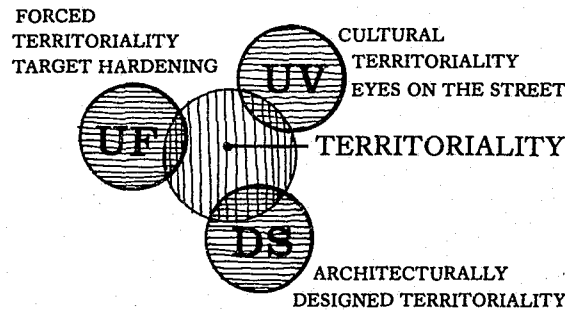 FORCED
TERRITORIALITY
TARGET HARDENING
CULTURAL
TERRITORIALITY
EYES ON THE STREET
UV
UF
TERRITORIALITY
DS
ARCHITECTURALLY
DESIGNED TERRITORIALITY